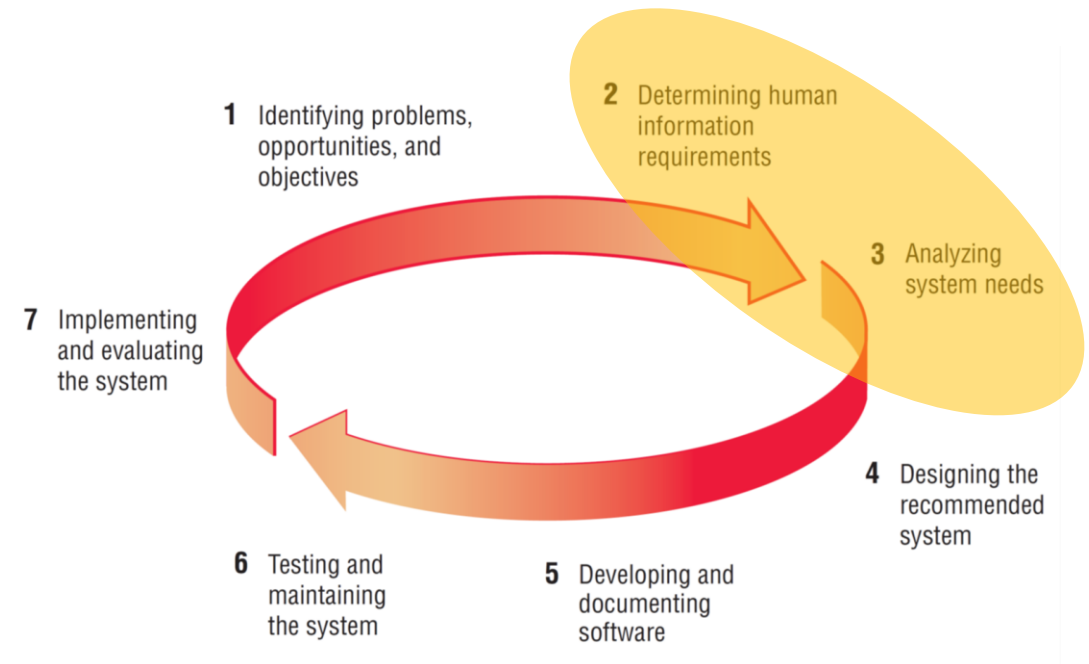 1 Identifying problems,
opportunities, and
objectives
2 Determining human
information
requirements
3 Analyzing
system needs
4 Designing the
recommended
system
5 Developing and
documenting
software
6 Testing and
maintaining
the system
7 Implementing
and evaluating
the system